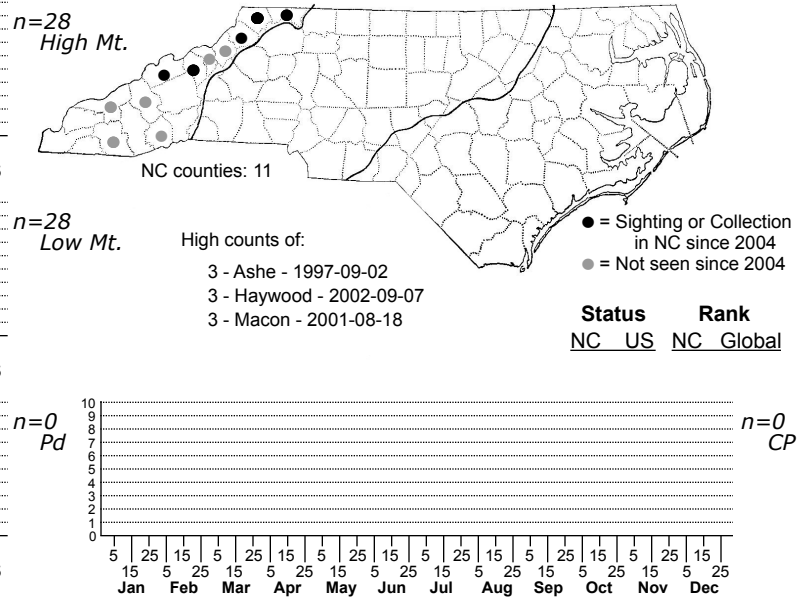 n=28
High Mt.
NC counties: 11
n=28
Low Mt.
High counts of:
3 - Ashe - 1997-09-02
3 - Haywood - 2002-09-07
3 - Macon - 2001-08-18
= Sighting or Collection
in NC since 2004
= Not seen since 2004
Status Rank
NC US NC Global
n=0
Pd
10
9
8
7
6
5
4
3
2
1
0
n=0
CP
5 25 15 5 25 15 5 25 15 5 25 15 5 25 15 5 25 15
15 5 25 15 5 25 15 5 25 15 5 25 15 5 25 15 5 25
Jan Feb Mar Apr May Jun Jul Aug Sep Oct Nov Dec